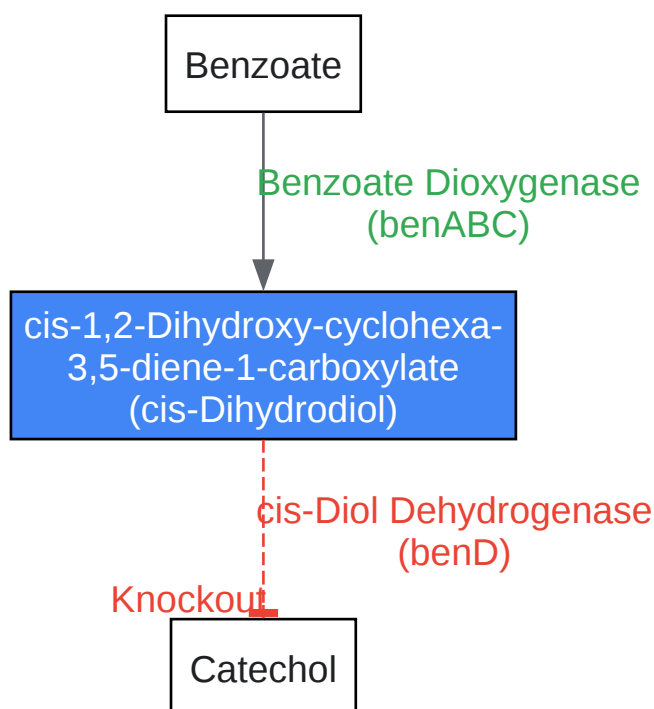 Benzoate
Benzoate Dioxygenase
(benABC)
cis-1,2-Dihydroxy-cyclohexa-
3,5-diene-1-carboxylate
(cis-Dihydrodiol)
cis-Diol Dehydrogenase
(benD)
Knockout
Catechol